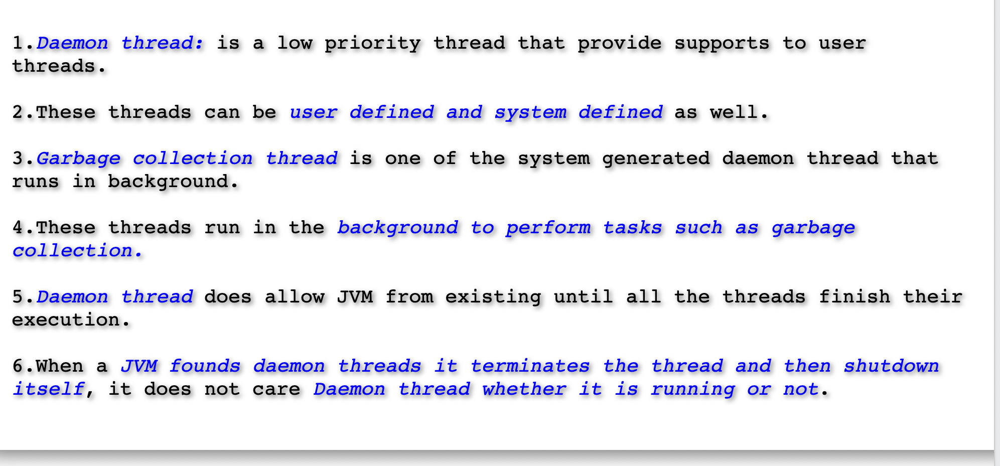 1.Daemon thread: is a low priority thread that provide supports to user
threads.
2.These threads can be user defined and system defined as well.
3.Garbage collection thread is one of the system generated daemon thread that
runs in background.
4.These threads run in the background to perform tasks such as garbage
collection.
5.Daemon thread does allow JVM from existing until all the threads finish their
execution.
6.When a JVM founds daemon threads it terminates the thread and then shutdown
itself, it does not care Daemon thread whether it is running or not.